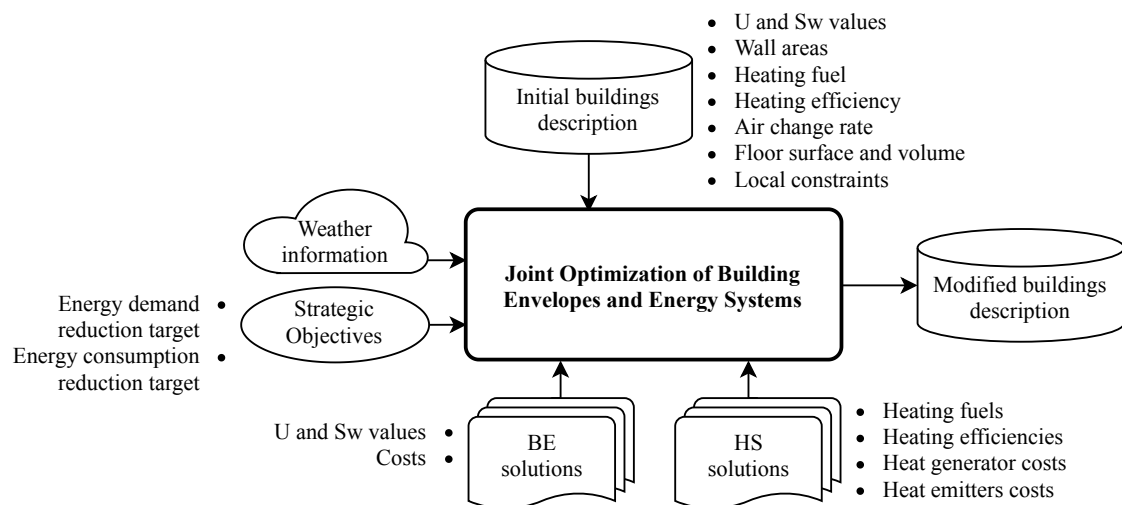 Initial buildings
description
• U and Sw values
• Wall areas
• Heating fuel
• Heating efficiency
• Air change rate
• Floor surface and volume
• Local constraints
Weather
information
Energy demand •
reduction target
Energy consumption •
reduction target
Strategic
Objectives
Joint Optimization of Building
Envelopes and Energy Systems
Modified buildings
description
U and Sw values •
Costs •
BE
solutions
HS
solutions
• Heating fuels
• Heating efficiencies
• Heat generator costs
• Heat emitters costs